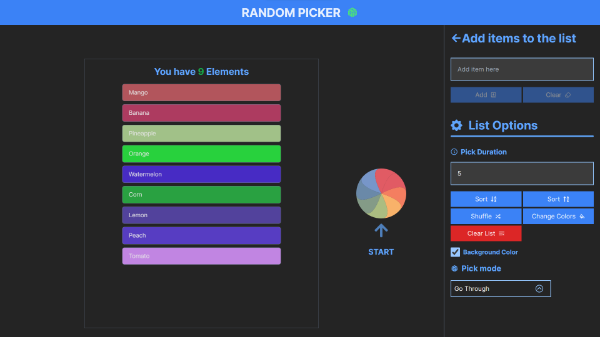 RANDOM PICKER
You have 9 Elements
Mango
Banana
Pineapple
Orange
Watermelon
Corn
Lemon
Peach
Tomato
START
Add items to the list
Add item here
Add
Clear
List Options
Pick Duration
5
Sort
Sort
Shuffle
Change Colors
Clear List
Background Color
Pick mode
Go Through